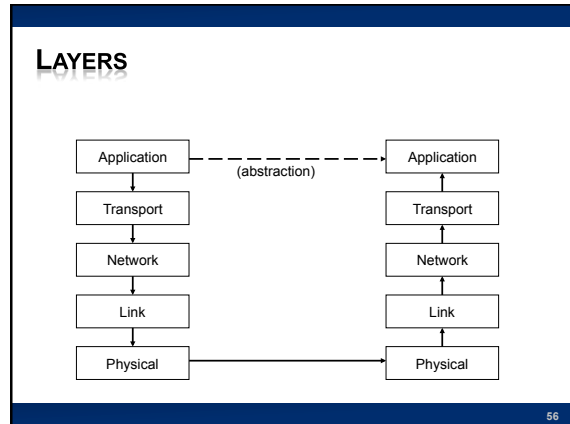 LAYERS
Application
Application
(abstraction)
Transport
Transport
Network
Network
Link
Link
Physical
Physical
56